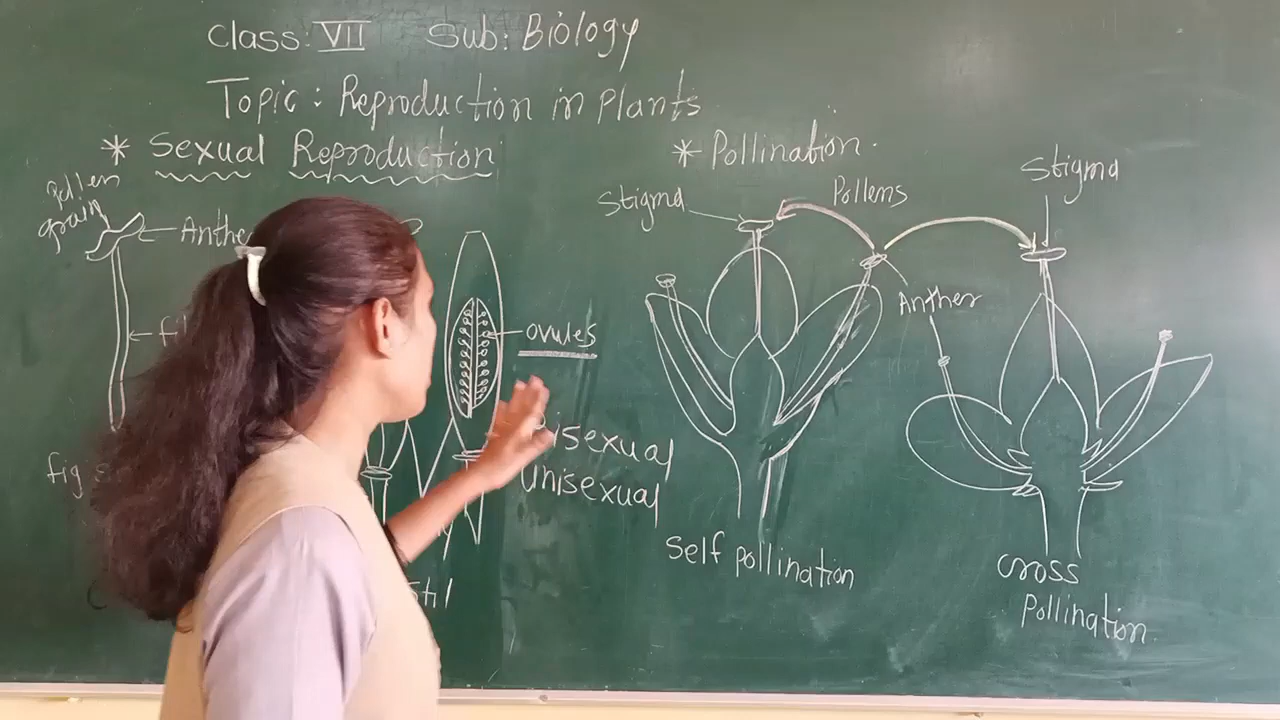 Class: VII Sub: Biology
Topic: Reproduction in Plants
* Sexual Reproduction
Pollen
grain
Anthe
ovules
Bisexual
Unisexual
fig
* Pollination.
Stigma
Pollens
Stigma
Anther
Self pollination
Cross
Pollination.